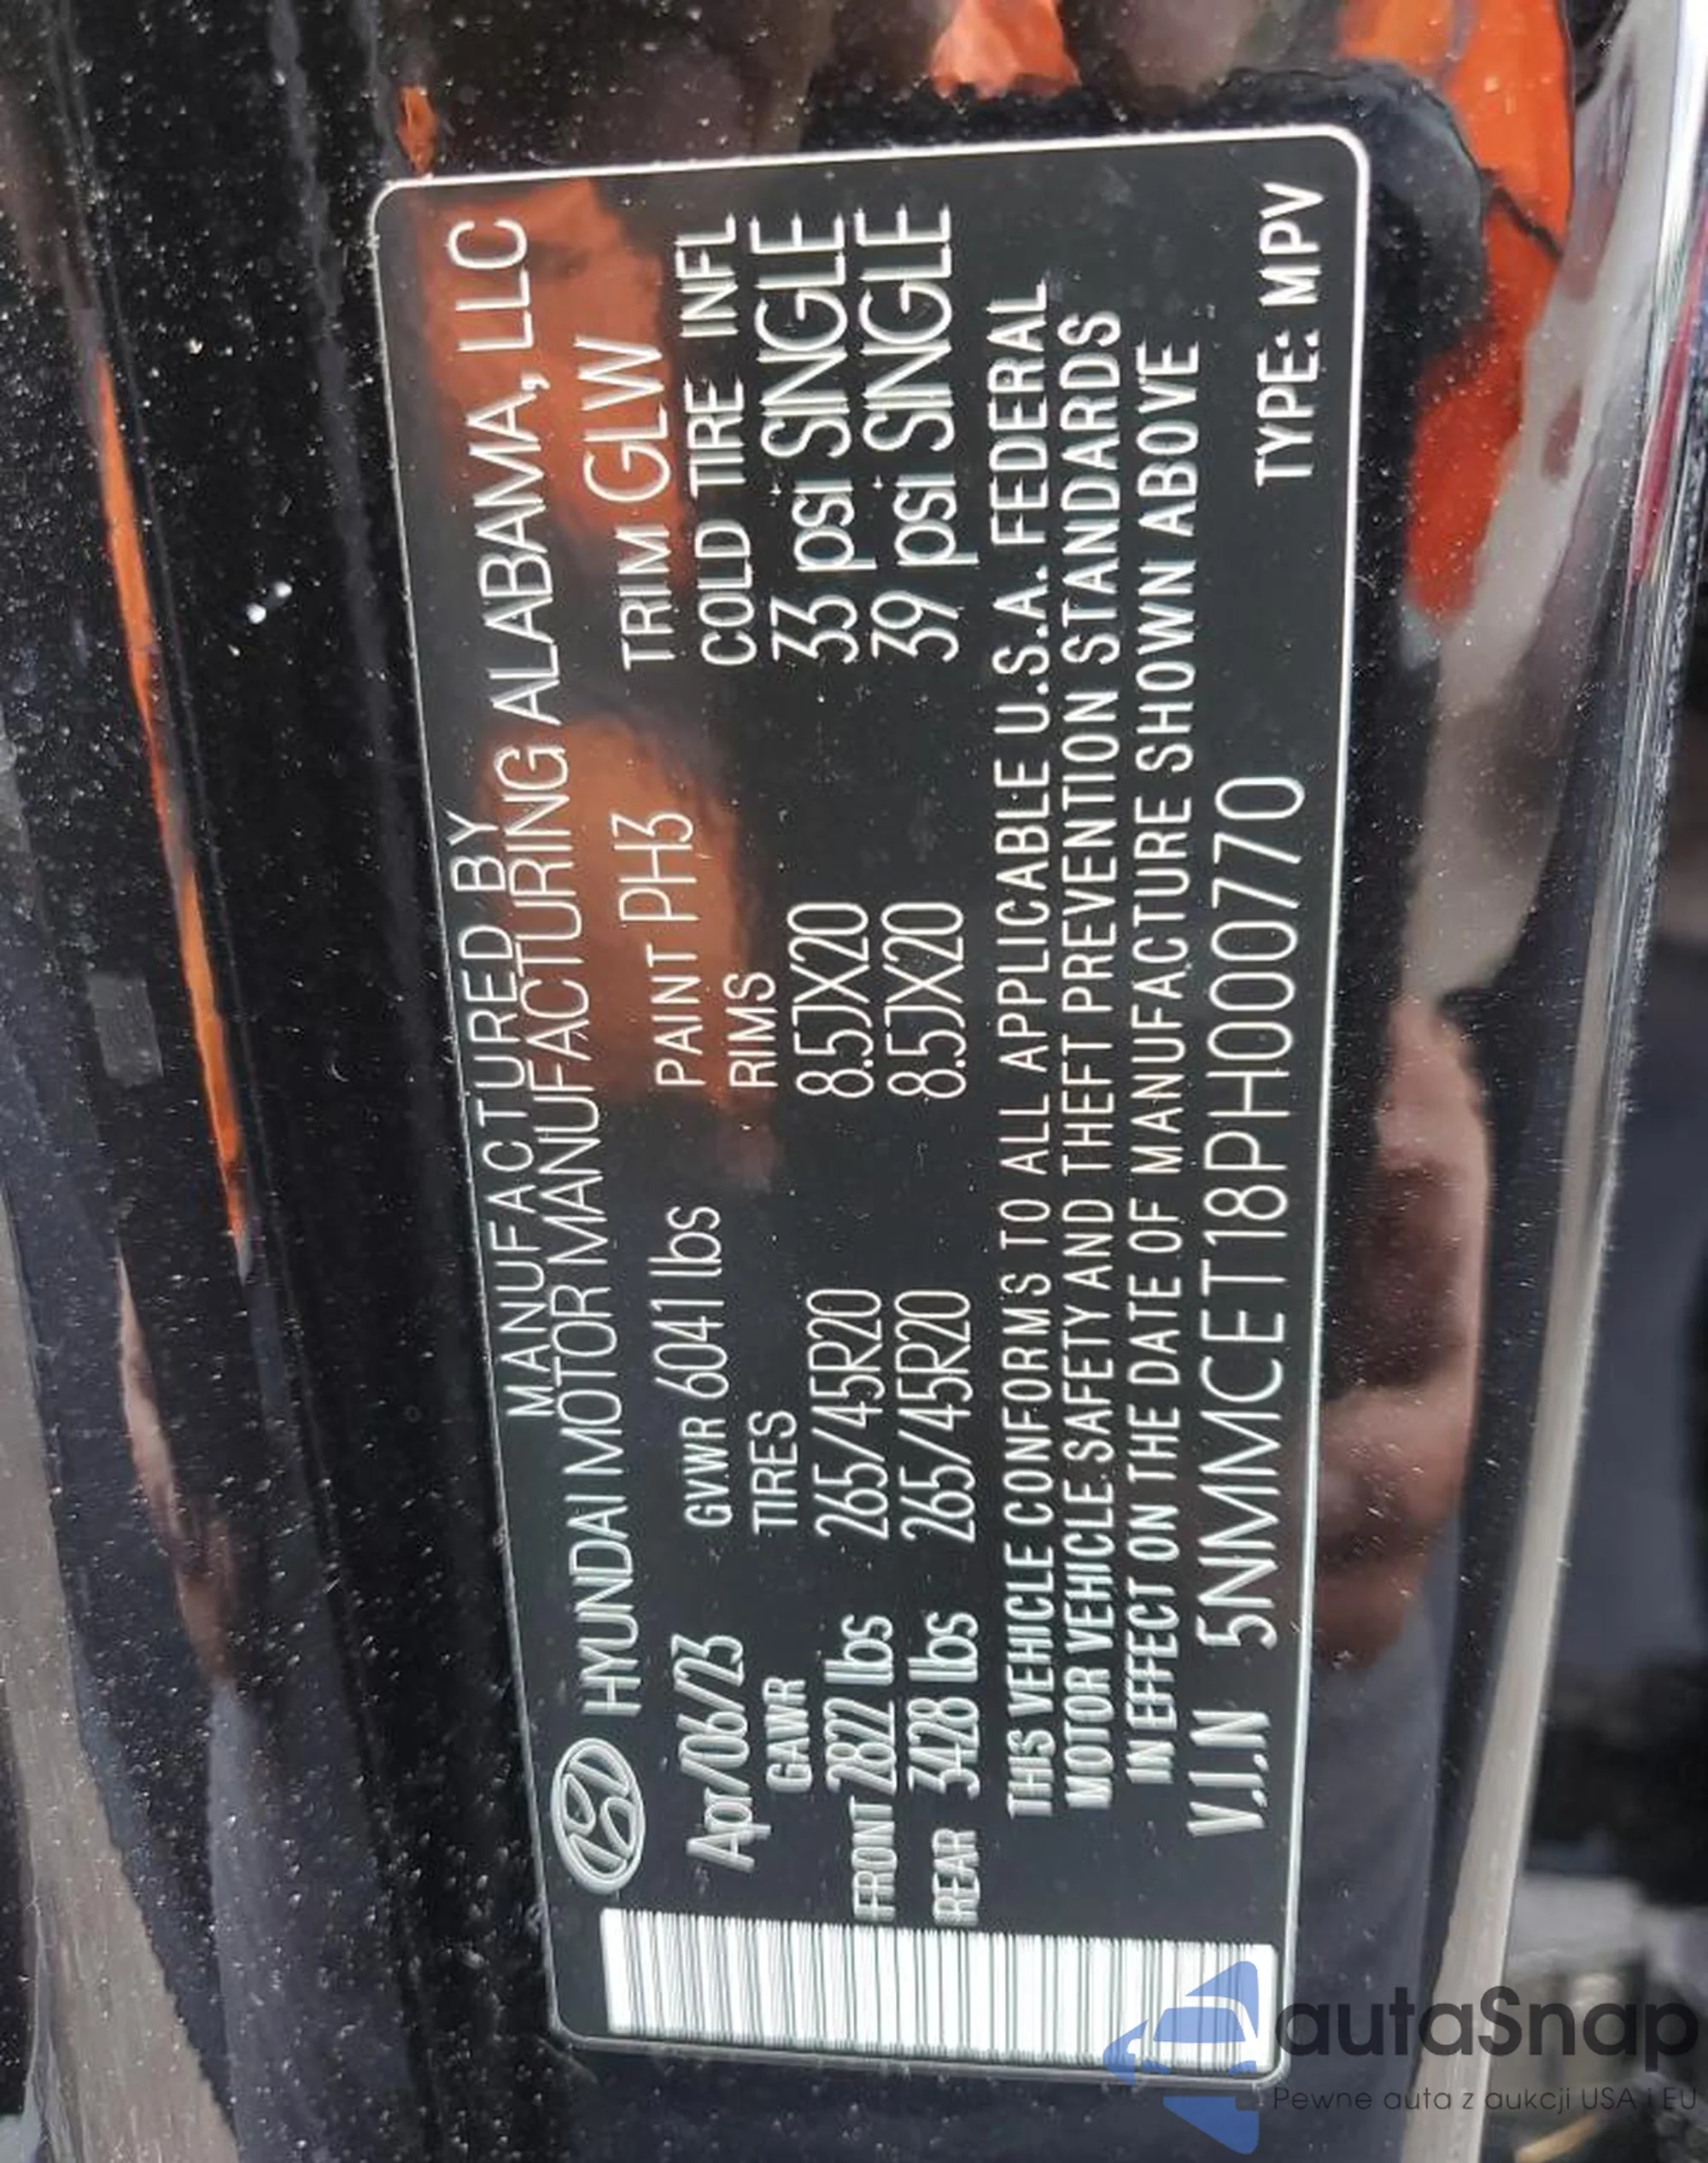 MANUFACTURED BY
HYUNDAI MOTOR MANUFACTURING ALABAMA, LLC
Apr/06/23 GVWR 6041 lbs PAINT PH3 TRIM GLW
GAWR TIRES RIMS COLD TIRE INFL
FRONT 2822 lbs 265/45R20 8.5JX20 33 psi SINGLE
REAR 3428 lbs 265/45R20 8.5JX20 39 psi SINGLE
THIS VEHICLE CONFORMS TO ALL APPLICABLE U.S.A. FEDERAL
MOTOR VEHICLE SAFETY AND THEFT PREVENTION STANDARDS
IN EFFECT ON THE DATE OF MANUFACTURE SHOWN ABOVE
V.I.N 5NMMCET18PH000770 TYPE: MPV
autaSnap
Pewne auta z aukcji USA i EU